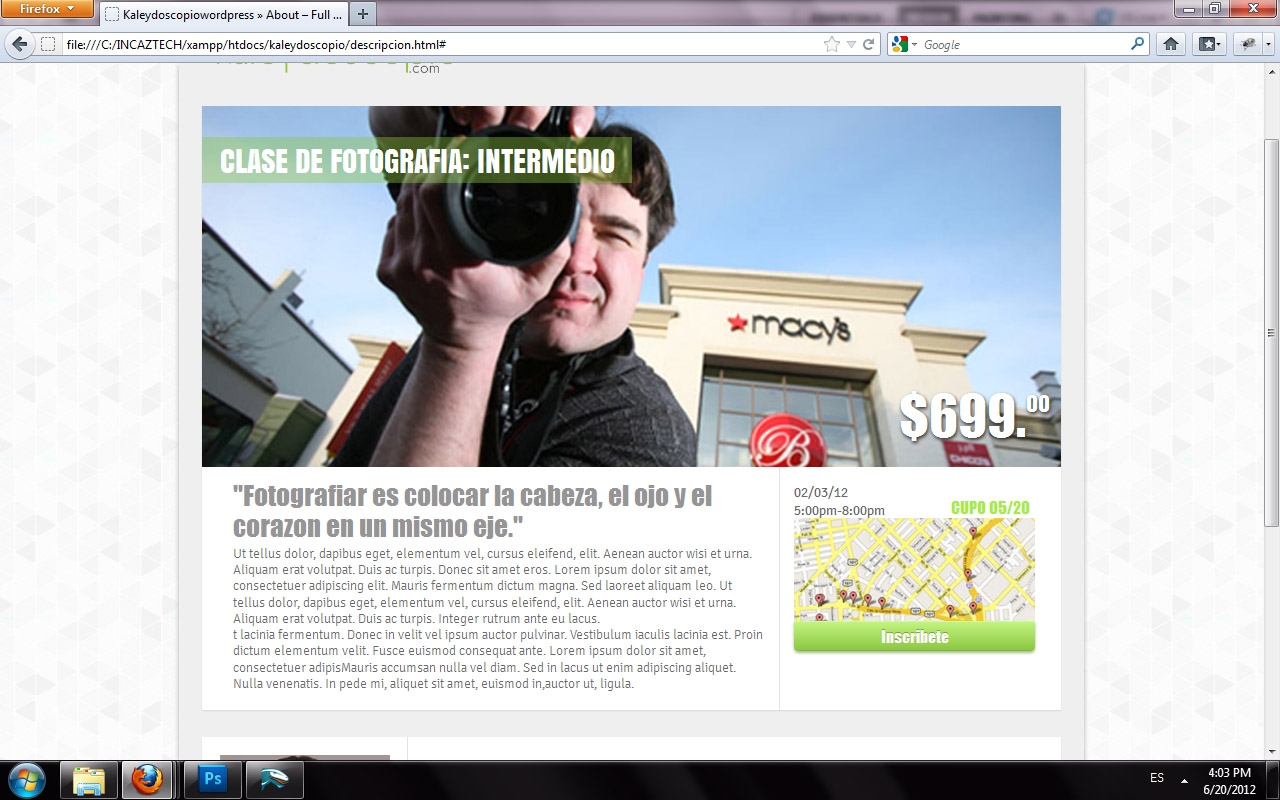 Firefox
Kaleydoscopiowordpress » About – Full ...
file:///C:/INCAZTECH/xampp/htdocs/kaleydoscopio/descripcion.html#
Google
.com
CLASE DE FOTOGRAFIA: INTERMEDIO
macy's
B
$699.00
"Fotografiar es colocar la cabeza, el ojo y el
corazon en un mismo eje."
Ut tellus dolor, dapibus eget, elementum vel, cursus eleifend, elit. Aenean auctor wisi et urna.
Aliquam erat volutpat. Duis ac turpis. Donec sit amet eros. Lorem ipsum dolor sit amet,
consectetuer adipiscing elit. Mauris fermentum dictum magna. Sed laoreet aliquam leo. Ut
tellus dolor, dapibus eget, elementum vel, cursus eleifend, elit. Aenean auctor wisi et urna.
Aliquam erat volutpat. Duis ac turpis. Integer rutrum ante eu lacus.
t lacinia fermentum. Donec in velit vel ipsum auctor pulvinar. Vestibulum iaculis lacinia est. Proin
dictum elementum velit. Fusce euismod consequat ante. Lorem ipsum dolor sit amet,
consectetuer adipisMauris accumsan nulla vel diam. Sed in lacus ut enim adipiscing aliquet.
Nulla venenatis. In pede mi, aliquet sit amet, euismod in,auctor ut, ligula.
02/03/12
5:00pm-8:00pm
CUPO 05/20
Inscribete
Ps
ES
4:03 PM
6/20/2012